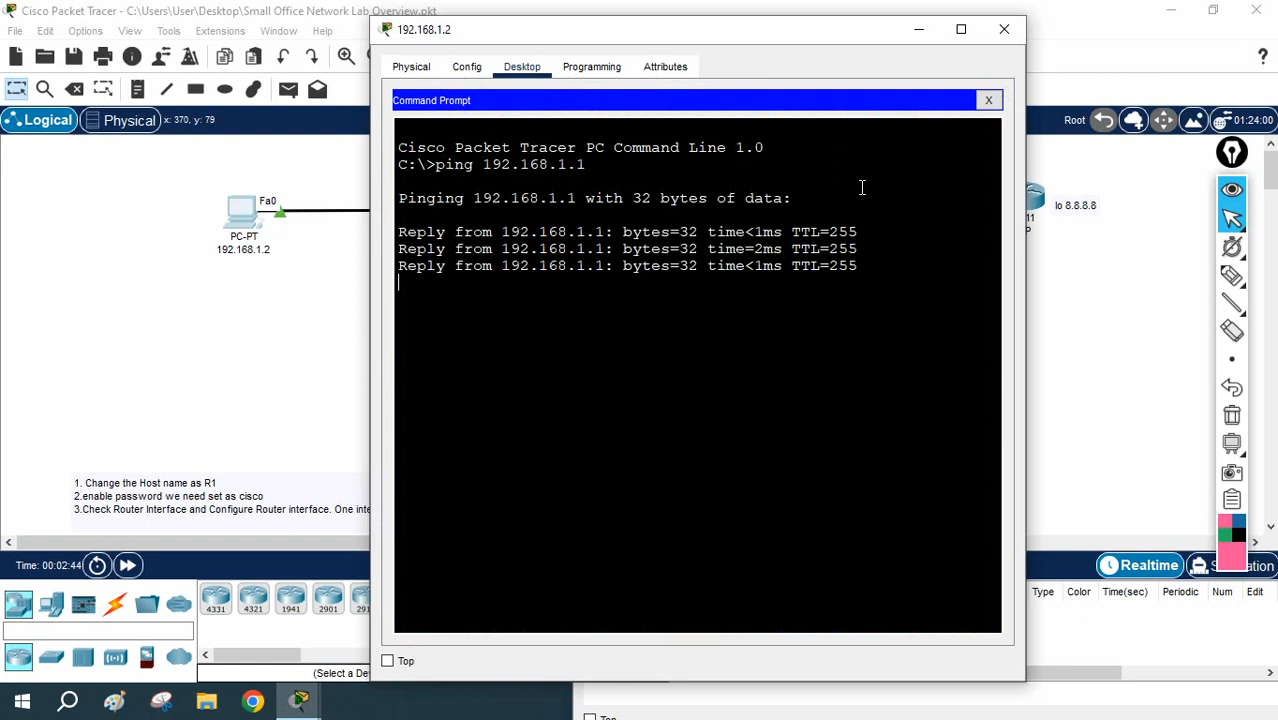 Cisco Packet Tracer - C:\Users\User\Desktop\Small Office Network Lab Overview.pkt
File Edit Options View Tools Extensions Window Help
192.168.1.2
Physical Config Desktop Programming Attributes
Command Prompt X
Logical Physical x: 370, y: 79
Root 01:24:00
Cisco Packet Tracer PC Command Line 1.0
C:\>ping 192.168.1.1
Pinging 192.168.1.1 with 32 bytes of data:
Reply from 192.168.1.1: bytes=32 time<1ms TTL=255
Reply from 192.168.1.1: bytes=32 time=2ms TTL=255
Reply from 192.168.1.1: bytes=32 time<1ms TTL=255
Fa0
PC-PT
192.168.1.2
lo 8.8.8.8
11
P
1. Change the Host name as R1
2.enable password we need set as cisco
3.Check Router Interface and Configure Router interface. One inte
Time: 00:02:44
Realtime
4331 4321 1941 2901 291
(Select a De
Top
Type Color Time(sec) Periodic Num Edit
?